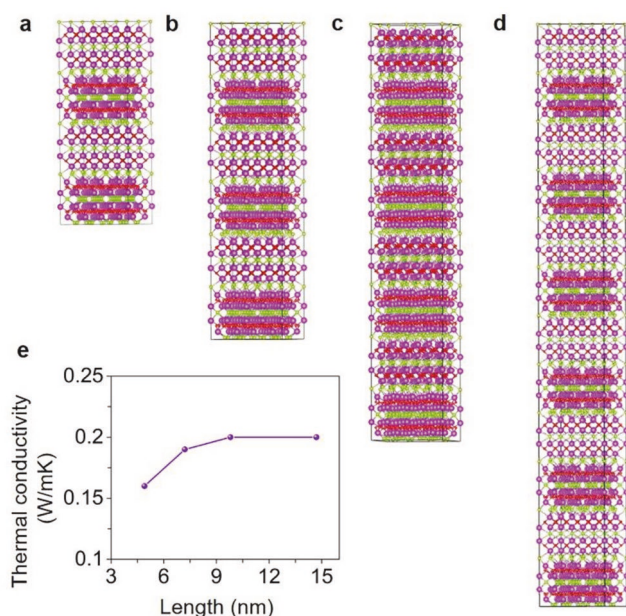 a
b
c
d
e
0.25
0.2
0.15
0.1
Thermal conductivity
(W/mK)
3 6 9 12 15
Length (nm)